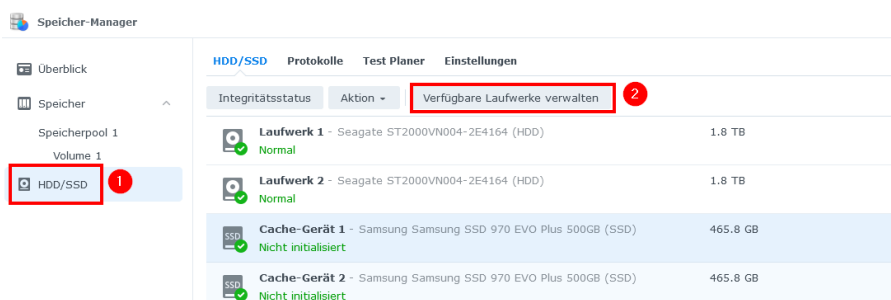 Speicher-Manager
Überblick
Speicher
Speicherpool 1
Volume 1
HDD/SSD
1
HDD/SSD Protokolle Test Planer Einstellungen
Integritätsstatus Aktion Verfügbare Laufwerke verwalten 2
Laufwerk 1 - Seagate ST2000VN004-2E4164 (HDD) 1.8 TB
Normal
Laufwerk 2 - Seagate ST2000VN004-2E4164 (HDD) 1.8 TB
Normal
SSD
Cache-Gerät 1 - Samsung Samsung SSD 970 EVO Plus 500GB (SSD) 465.8 GB
Nicht initialisiert
SSD
Cache-Gerät 2 - Samsung Samsung SSD 970 EVO Plus 500GB (SSD) 465.8 GB
Nicht initialisiert